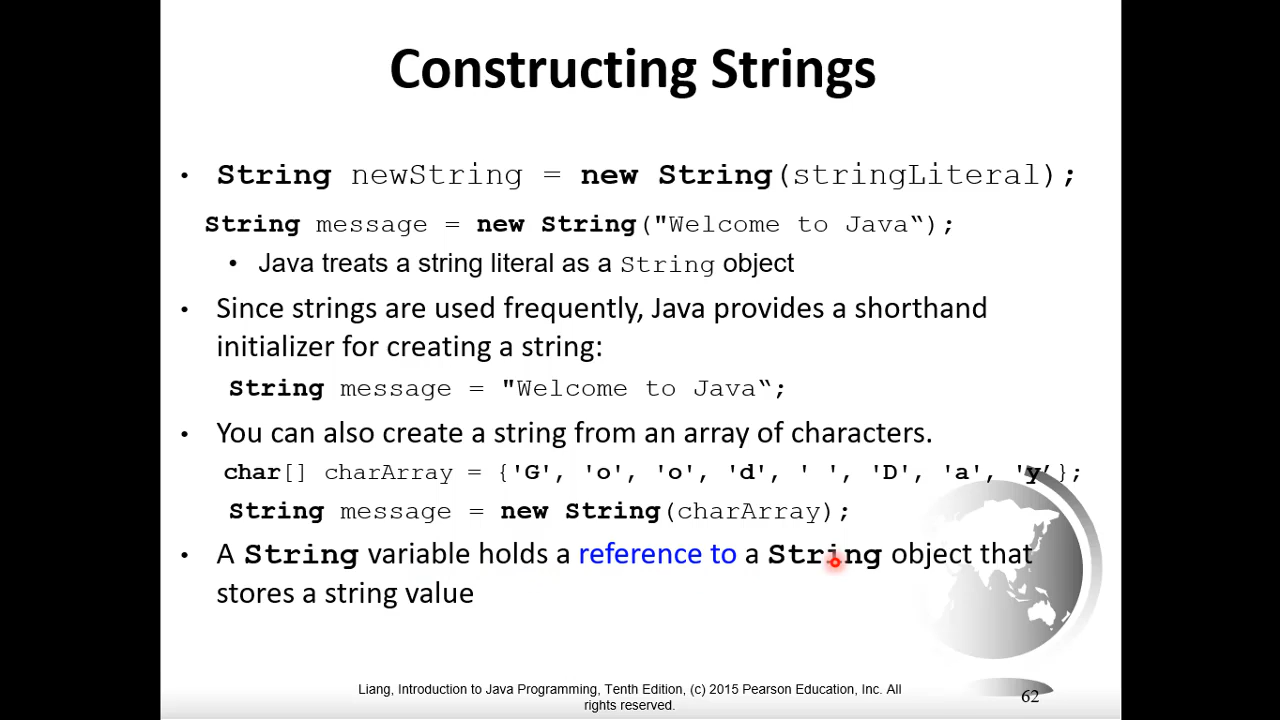 Constructing Strings
• String newString = new String(stringLiteral);
String message = new String("Welcome to Java“);
• Java treats a string literal as a String object
• Since strings are used frequently, Java provides a shorthand
initializer for creating a string:
String message = "Welcome to Java“;
• You can also create a string from an array of characters.
char[] charArray = {'G', 'o', 'o', 'd', ' ', 'D', 'a', 'y’};
String message = new String(charArray);
• A String variable holds a reference to a String object that
stores a string value
Liang, Introduction to Java Programming, Tenth Edition, (c) 2015 Pearson Education, Inc. All
rights reserved.
62